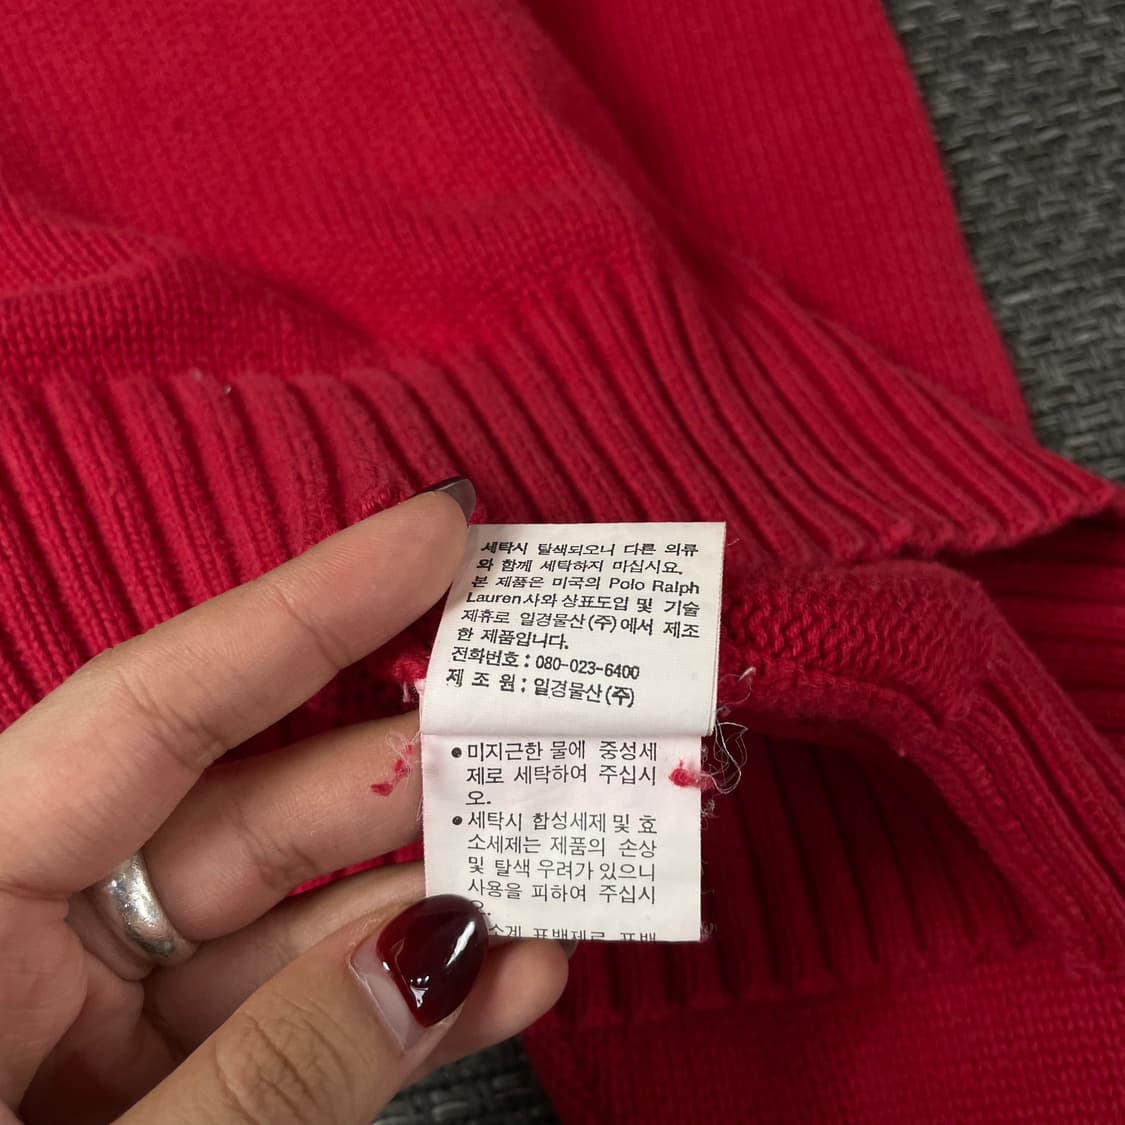 세탁시 탈색되오니 다른 의류
와 함께 세탁하지 마십시요.
본 제품은 미국의 Polo Ralph
Lauren사와 상표도입 및 기술
제휴로 일경물산(주)에서 제조
한 제품입니다.
전화번호 : 080-023-6400
제 조 원 : 일경물산(주)
●미지근한 물에 중성세
제로 세탁하여 주십시
오.
●세탁시 합성세제 및 효
소세제는 제품의 손상
및 탈색 우려가 있으니
사용을 피하여 주십시
오.
표백제로 표백